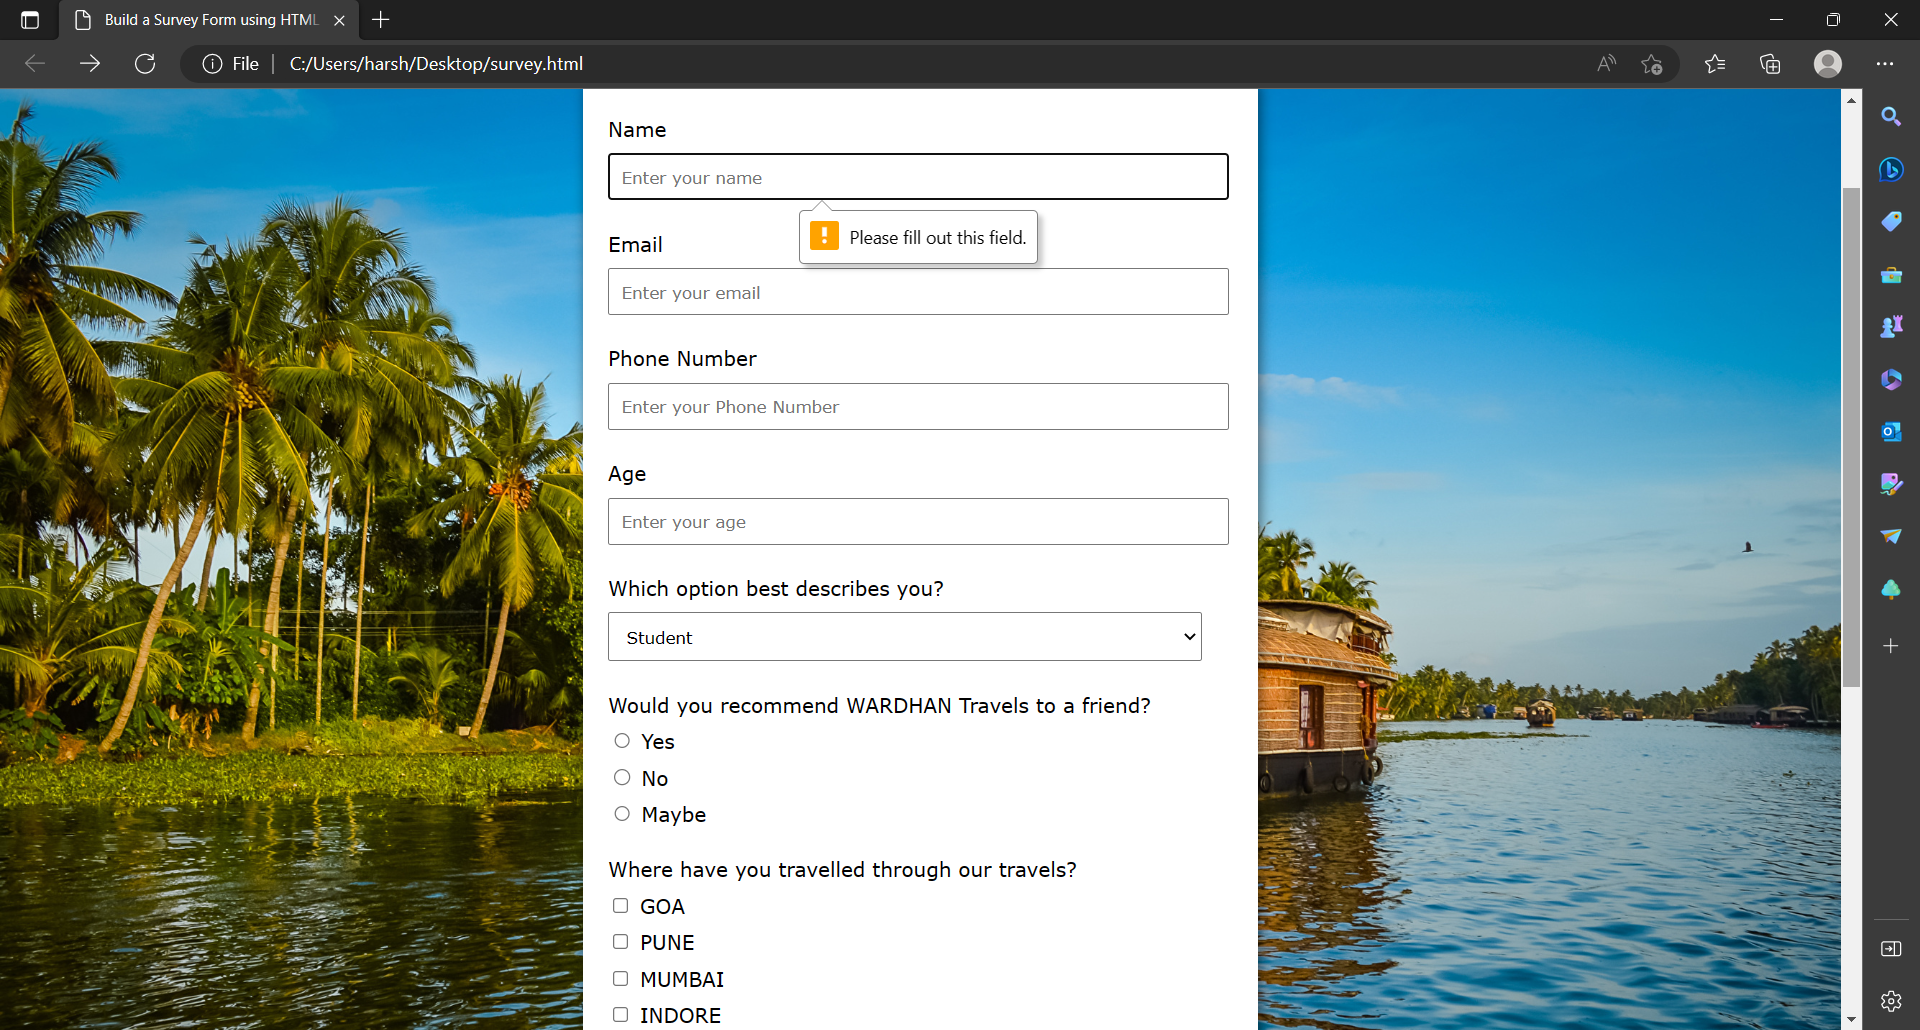 Build a Survey Form using HTML
File
C:/Users/harsh/Desktop/survey.html
Name
Enter your name
Please fill out this field.
Email
Enter your email
Phone Number
Enter your Phone Number
Age
Enter your age
Which option best describes you?
Student
Would you recommend WARDHAN Travels to a friend?
Yes
No
Maybe
Where have you travelled through our travels?
GOA
PUNE
MUMBAI
INDORE